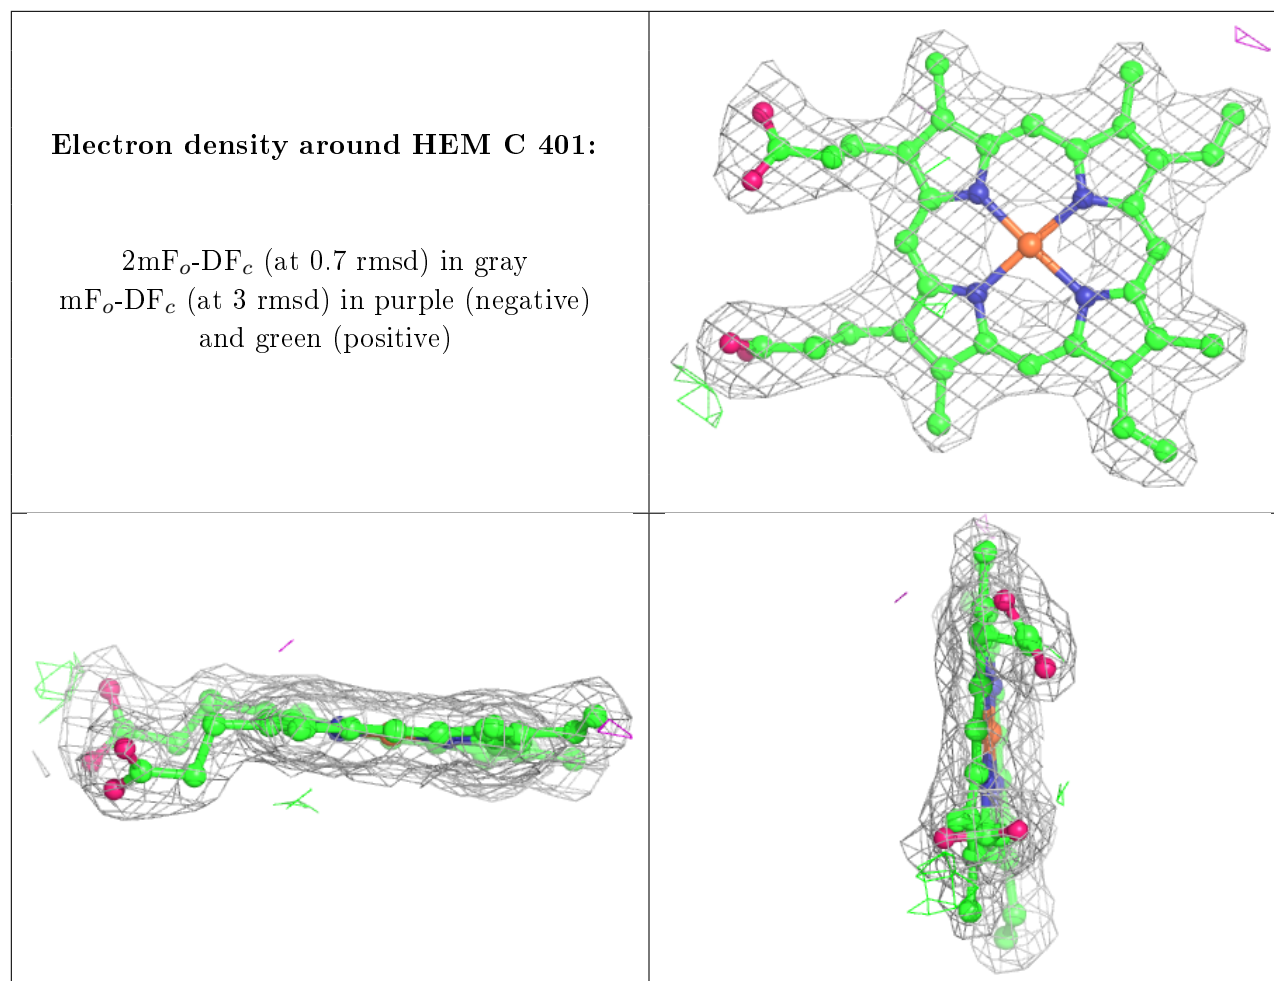 Electron density around HEM C 401:
2mFₒ-DF𝒸 (at 0.7 rmsd) in gray
mFₒ-DF𝒸 (at 3 rmsd) in purple (negative)
and green (positive)